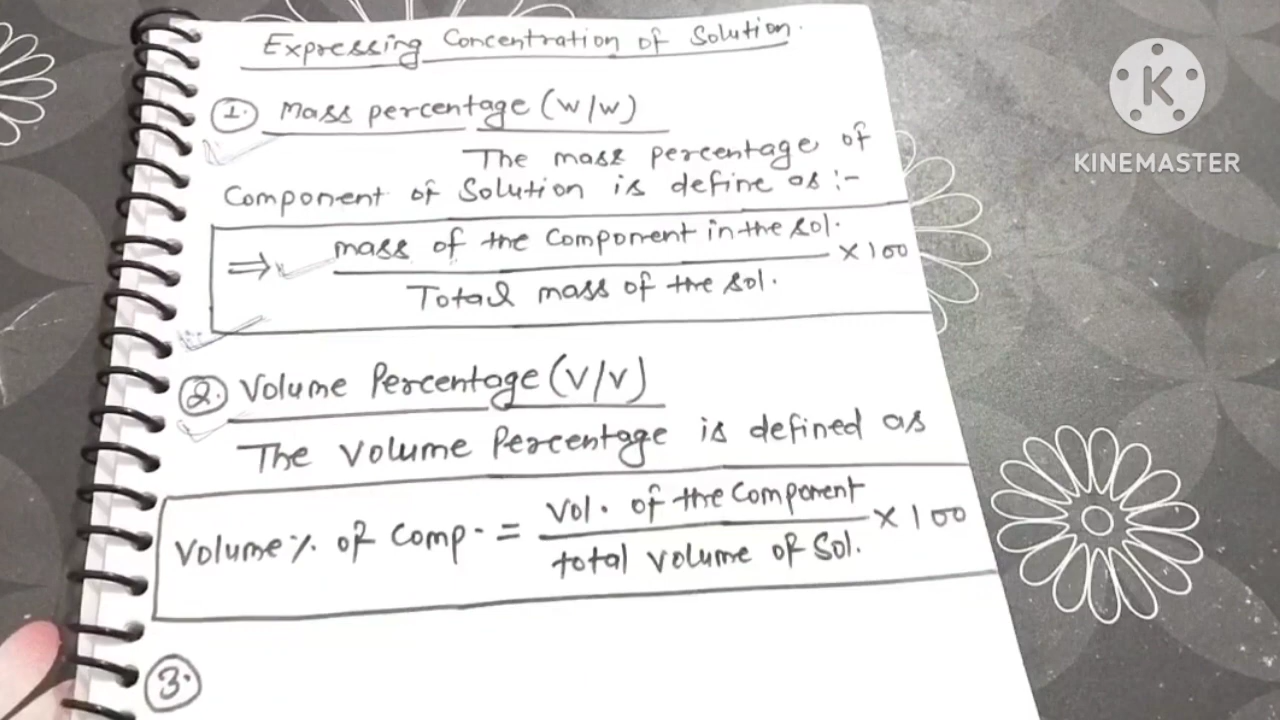 Expressing Concentration of Solution.
1. Mass percentage (w/w)
The mass percentage of
Component of Solution is define as :-
⇒ mass of the Component in the sol. × 100
Total mass of the sol.
2. Volume Percentage (v/v)
The Volume Percentage is defined as
Volume % of Comp. = Vol. of the Component × 100
total volume of Sol.
3.
K
KINEMASTER